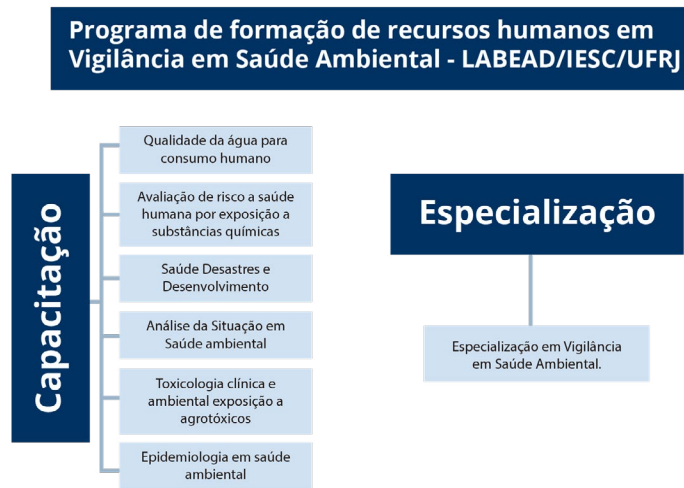 Programa de formação de recursos humanos em
Vigilância em Saúde Ambiental - LABEAD/IESC/UFRJ
Capacitação
Qualidade da água para
consumo humano
Avaliação de risco a saúde
humana por exposição a
substâncias químicas
Saúde Desastres e
Desenvolvimento
Análise da Situação em
Saúde ambiental
Toxicologia clínica e
ambiental exposição a
agrotóxicos
Epidemiologia em saúde
ambiental
Especialização
Especialização em Vigilância
em Saúde Ambiental.